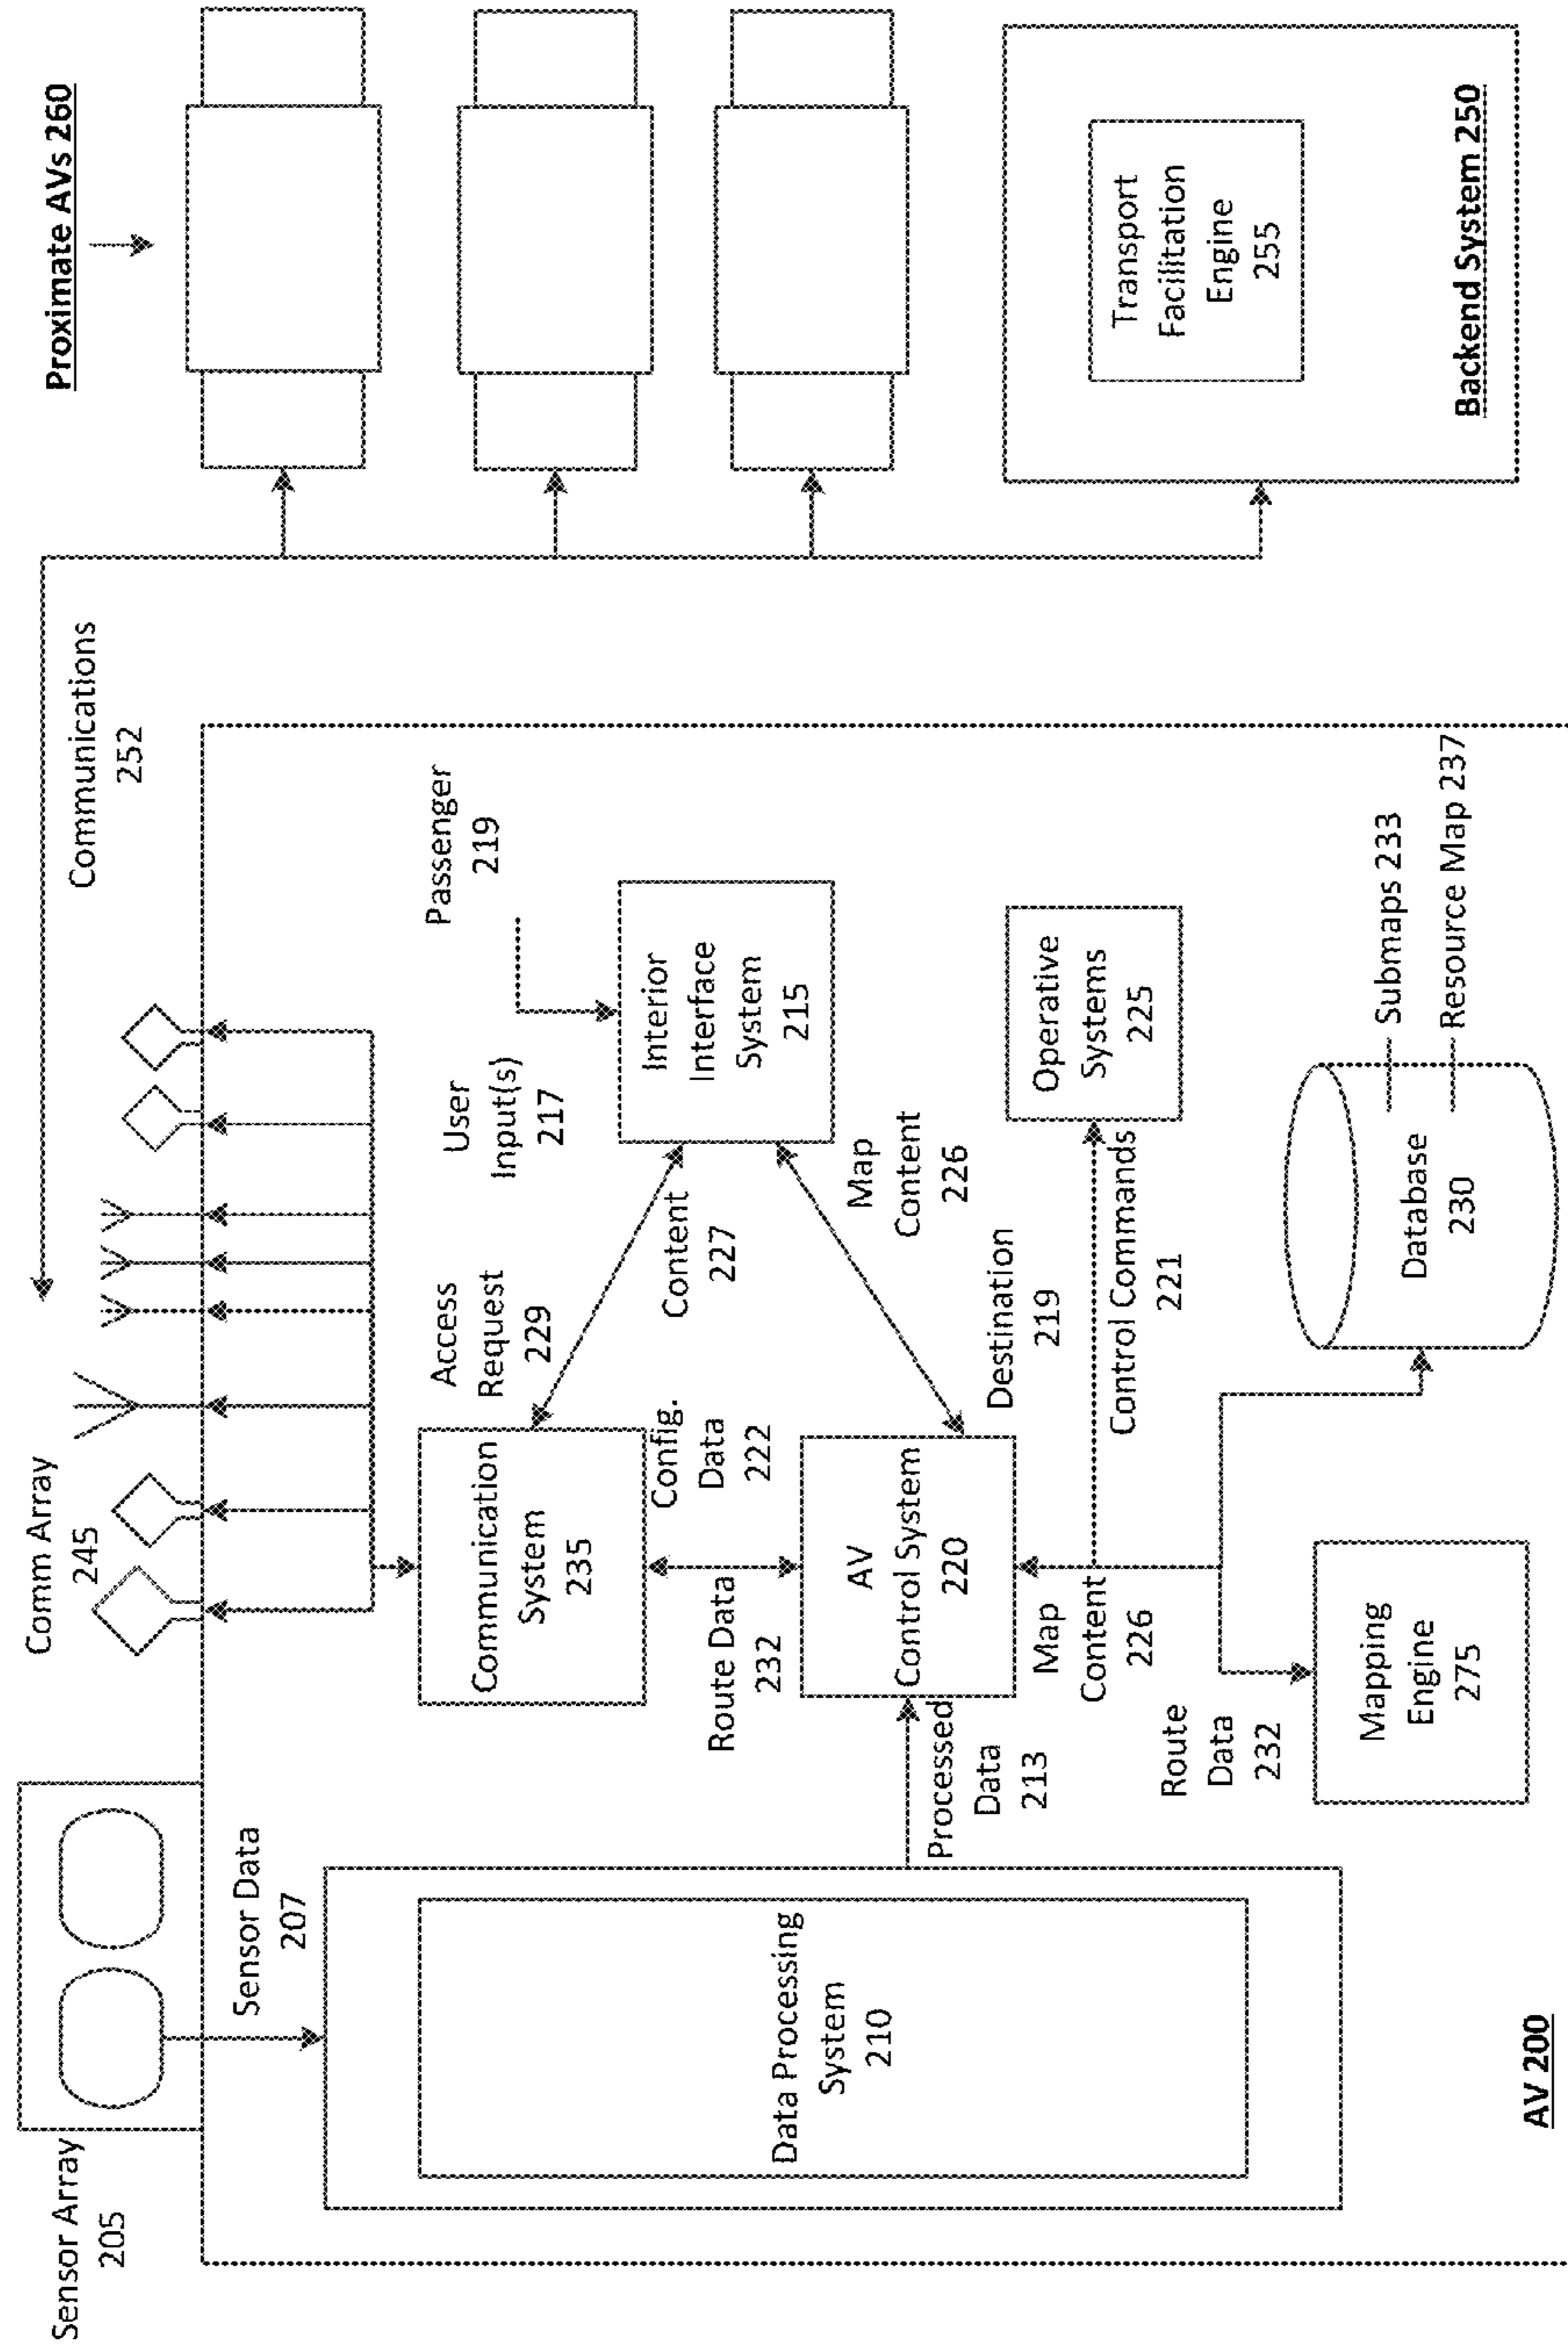 Sensor Array
205
Comm Array
245
Communications
252
Proximate AVs 260
Sensor Data
207
Data Processing
System
210
Processed
Data
213
Communication
System
235
Access
Request
229
User
Input(s)
217
Passenger
219
Content
227
Interior
Interface
System
215
Config.
Data
222
Route Data
232
AV
Control System
220
Map
Content
226
Destination
219
Map
Content
226
Control Commands
221
Operative
Systems
225
Route
Data
232
Mapping
Engine
275
Database
230
Submaps 233
Resource Map 237
Transport
Facilitation
Engine
255
Backend System 250
AV 200